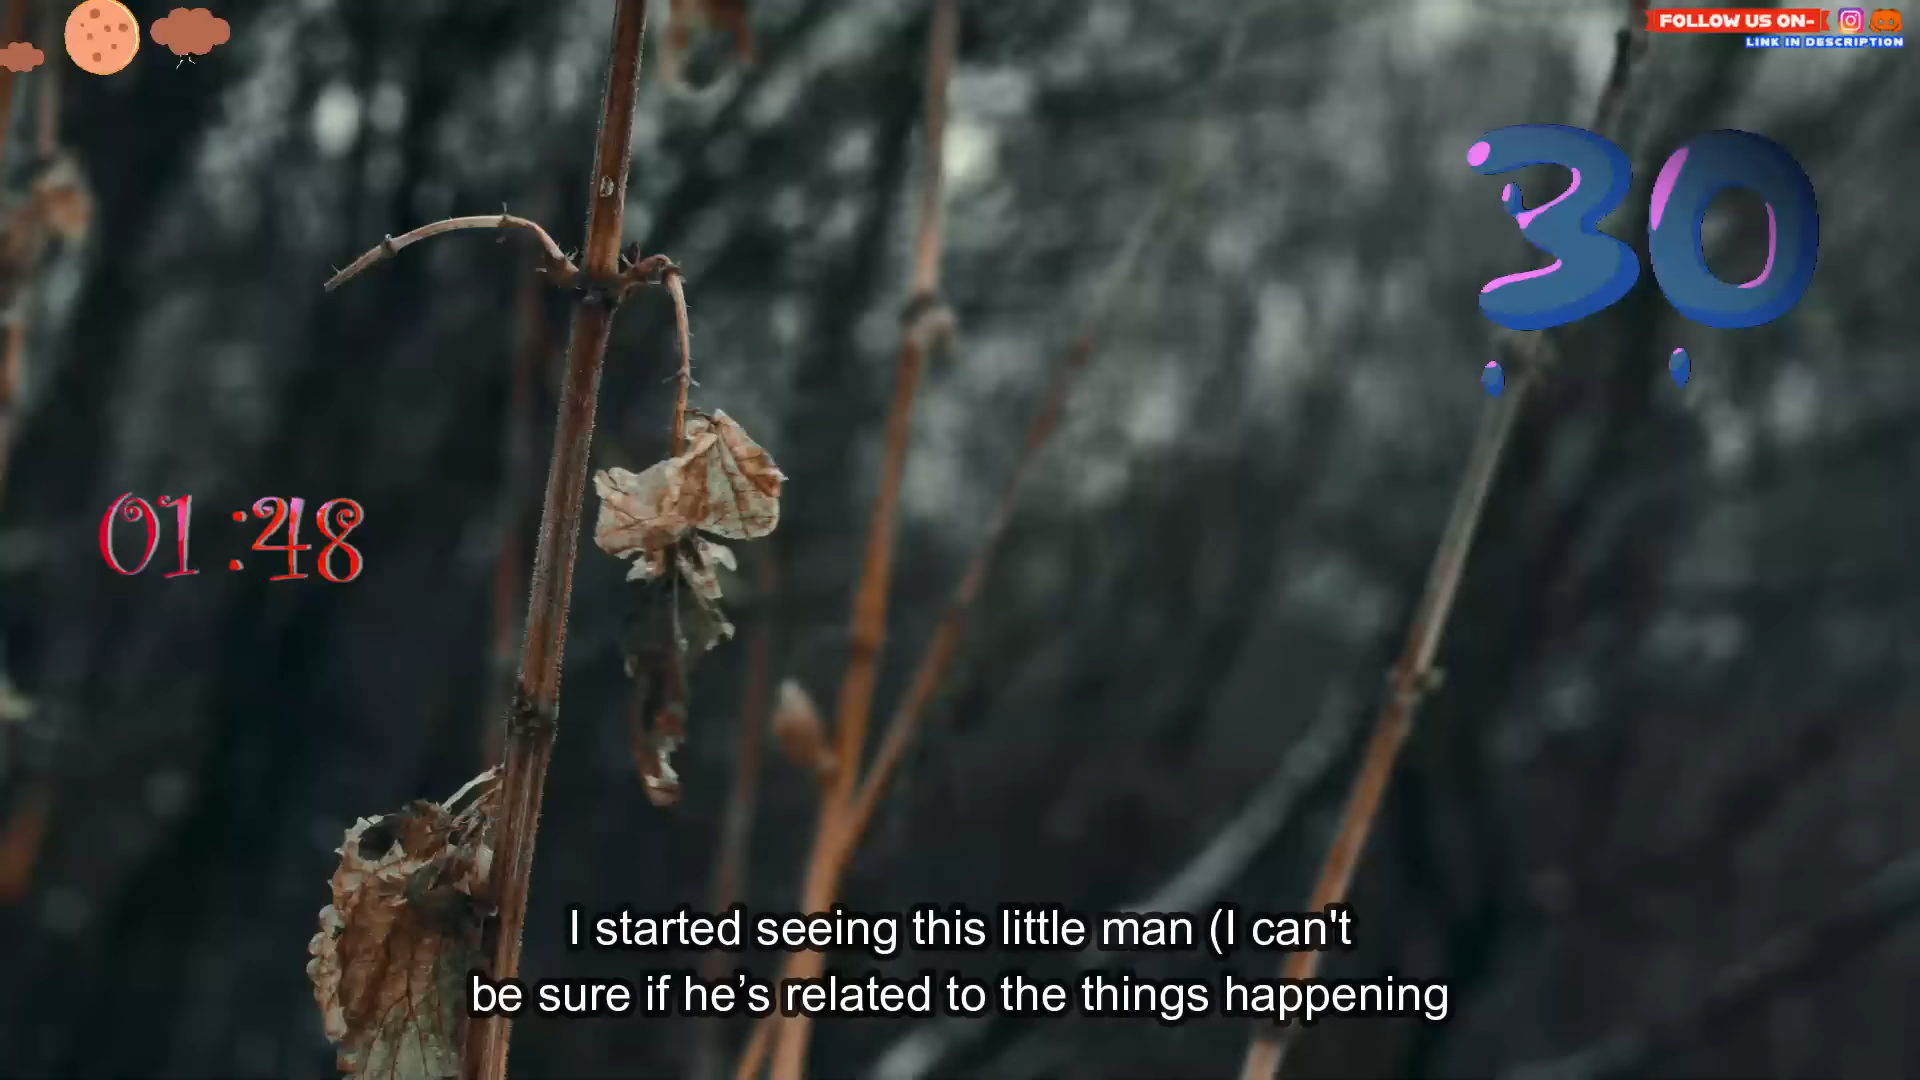 FOLLOW US ON-
LINK IN DESCRIPTION
30
01:48
I started seeing this little man (I can't
be sure if he’s related to the things happening